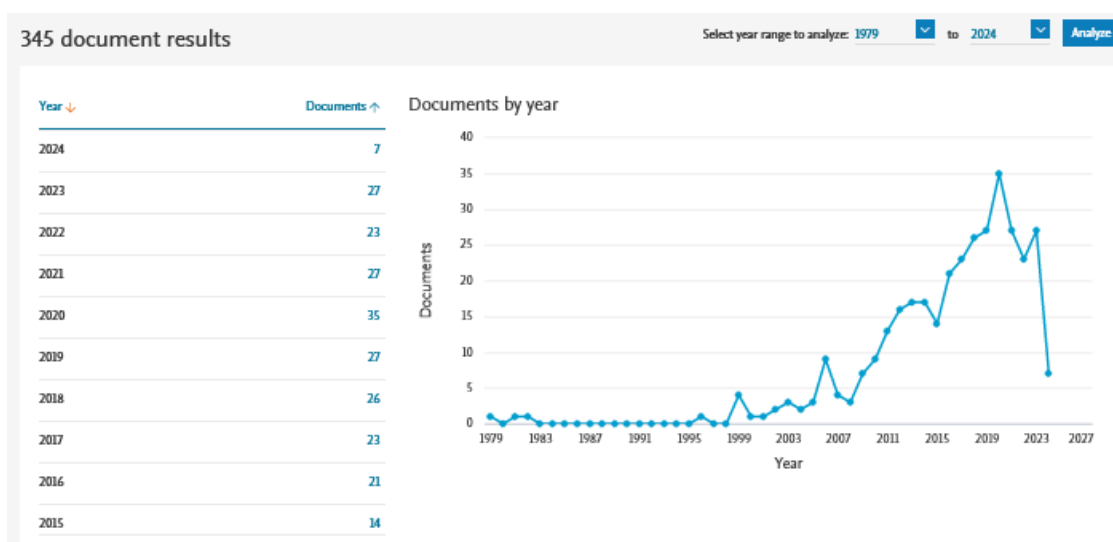 345 document results
Select year range to analyze: 1979 to 2024 Analyze
Year Documents
2024 7
2023 27
2022 23
2021 27
2020 35
2019 27
2018 26
2017 23
2016 21
2015 14
Documents by year
40
35
30
25
20
15
10
5
0
Documents
1979 1983 1987 1991 1995 1999 2003 2007 2011 2015 2019 2023 2027
Year